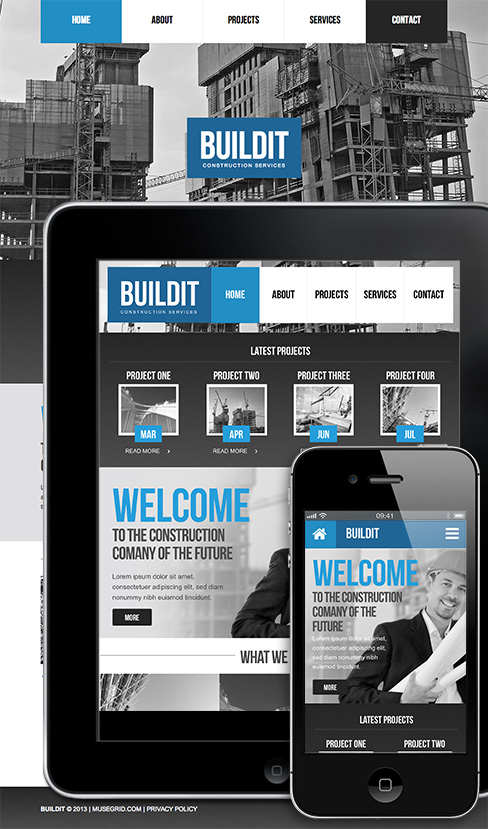 HOME ABOUT PROJECTS SERVICES CONTACT
BUILDIT
CONSTRUCTION SERVICES
BUILDIT
CONSTRUCTION SERVICES
HOME ABOUT PROJECTS SERVICES CONTACT
LATEST PROJECTS
PROJECT ONE PROJECT TWO PROJECT THREE PROJECT FOUR
MAR APR JUN JUL
READ MORE READ MORE
WELCOME
TO THE CONSTRUCTION
COMANY OF THE FUTURE
Lorem ipsum dolor sit amet,
consectetuer adipiscing elit, sed diam
nibh euismod tincidunt
MORE
WHAT WE
09:41
BUILDIT
WELCOME
TO THE CONSTRUCTION
COMANY OF THE
FUTURE
Lorem ipsum dolor sit amet,
consectetuer adipiscing elit, sed
nibh euismod tincidunt
MORE
LATEST PROJECTS
PROJECT ONE PROJECT TWO
BUILDIT © 2013 | MUSEGRID.COM | PRIVACY POLICY